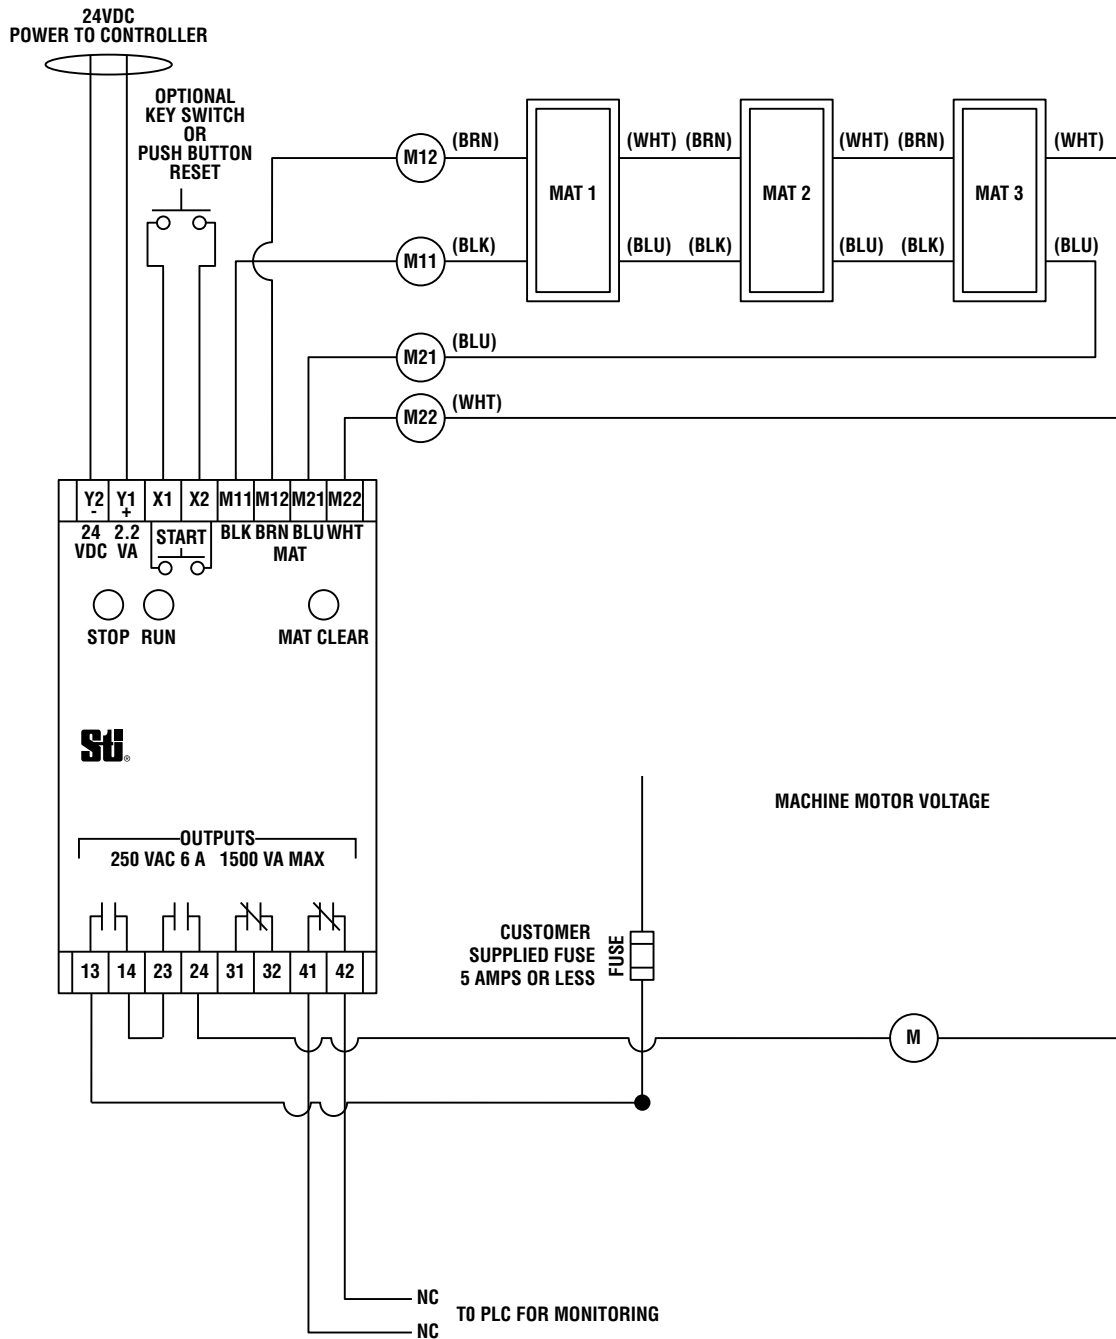 24VDC
POWER TO CONTROLLER
OPTIONAL
KEY SWITCH
OR
PUSH BUTTON
RESET
M12
(BRN)
MAT 1
(WHT) (BRN)
MAT 2
(WHT) (BRN)
MAT 3
(WHT)
M11
(BLK)
(BLU) (BLK)
(BLU) (BLK)
(BLU)
M21
(BLU)
M22
(WHT)
Y2 Y1 X1 X2 M11 M12 M21 M22
- +
24
VDC
2.2
VA
START
BLK BRN BLU WHT
MAT
STOP RUN
MAT CLEAR
Sti®
OUTPUTS
250 VAC 6 A 1500 VA MAX
13 14 23 24 31 32 41 42
MACHINE MOTOR VOLTAGE
CUSTOMER
SUPPLIED FUSE
5 AMPS OR LESS
FUSE
M
NC
T0 PLC FOR MONITORING
NC